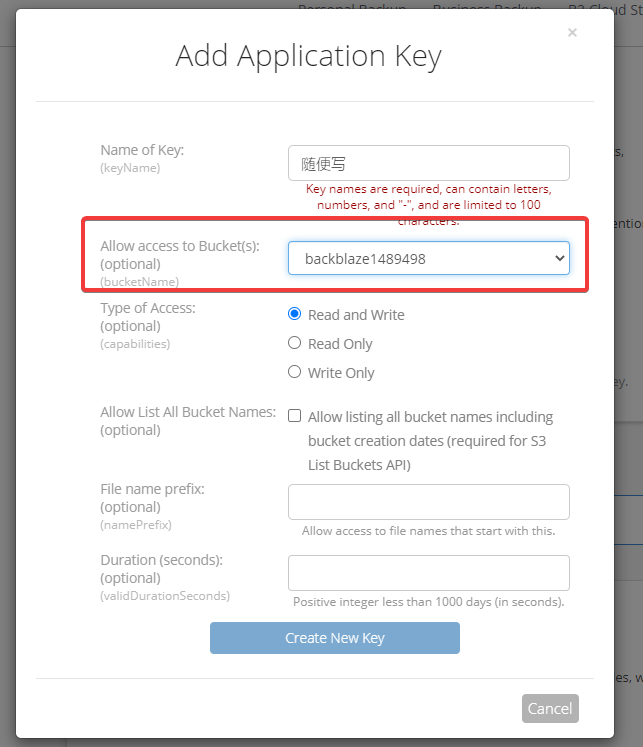 Personal Backup Business Backup B2 Cloud St
×
Add Application Key
Name of Key:
(keyName)
随便写
Key names are required, can contain letters,
numbers, and "-", and are limited to 100
characters.
Allow access to Bucket(s):
(optional)
(bucketName)
backblaze1489498
Type of Access:
(optional)
(capabilities)
Read and Write
Read Only
Write Only
Allow List All Bucket Names:
(optional)
Allow listing all bucket names including
bucket creation dates (required for S3
List Buckets API)
File name prefix:
(optional)
(namePrefix)
Allow access to file names that start with this.
Duration (seconds):
(optional)
(validDurationSeconds)
Positive integer less than 1000 days (in seconds).
Create New Key
Cancel